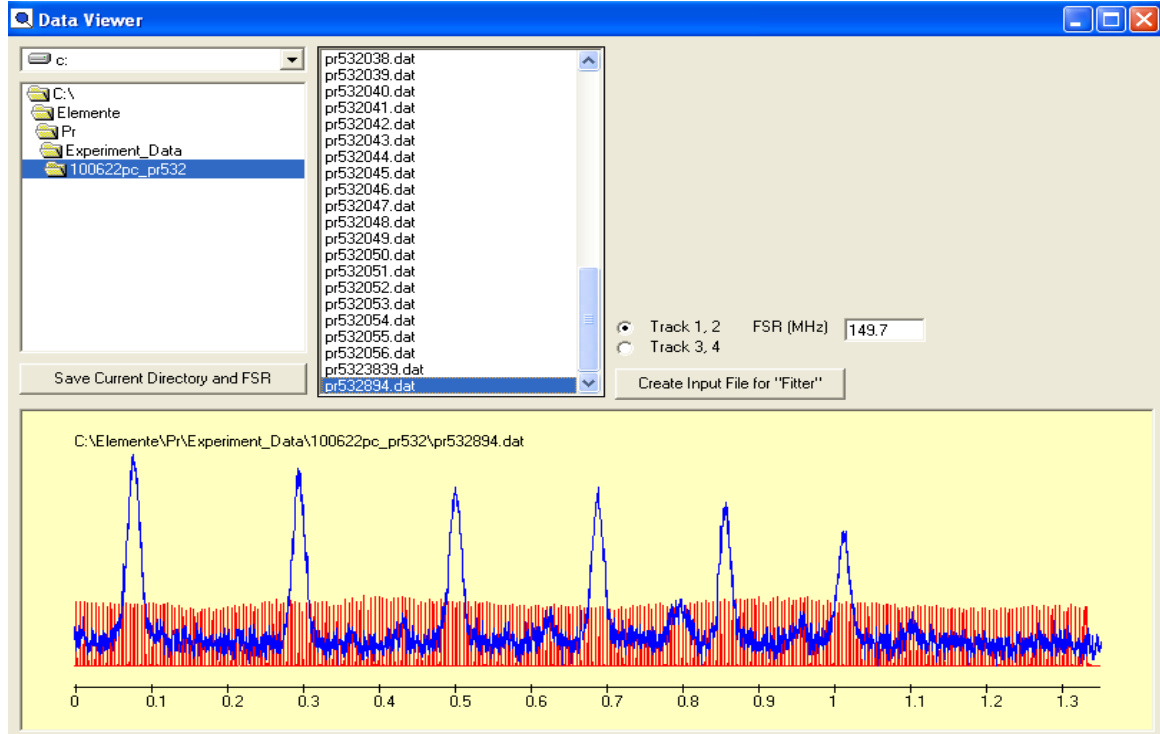 Data Viewer
c:
C:\
Elemente
Pr
Experiment_Data
100622pc_pr532
Save Current Directory and FSR
pr532038.dat
pr532039.dat
pr532040.dat
pr532041.dat
pr532042.dat
pr532043.dat
pr532044.dat
pr532045.dat
pr532046.dat
pr532047.dat
pr532048.dat
pr532049.dat
pr532050.dat
pr532051.dat
pr532052.dat
pr532053.dat
pr532054.dat
pr532055.dat
pr532056.dat
pr5323839.dat
pr532894.dat
Track 1, 2 FSR (MHz) 149.7
Track 3, 4
Create Input File for "Fitter"
C:\Elemente\Pr\Experiment_Data\100622pc_pr532\pr532894.dat
0 0.1 0.2 0.3 0.4 0.5 0.6 0.7 0.8 0.9 1 1.1 1.2 1.3